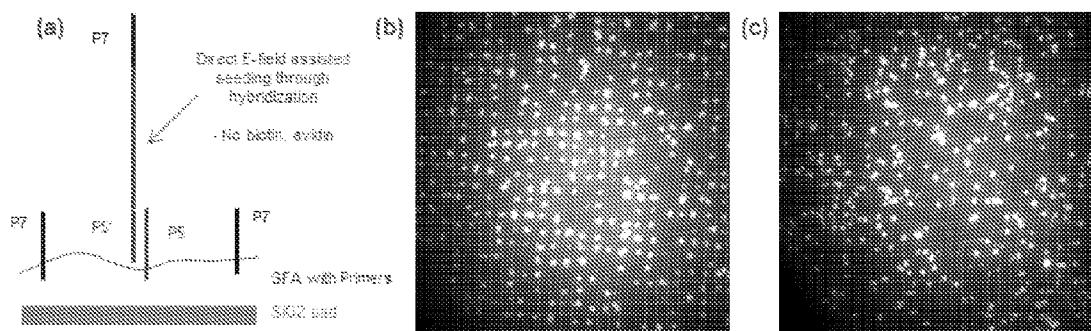 (a)
P7
Direct E-field assisted
seeding through
hybridization
- No biotin, avidin
P7
P5'
P5
P7
SFA with Primers
SiO2 pad
(b)
(c)